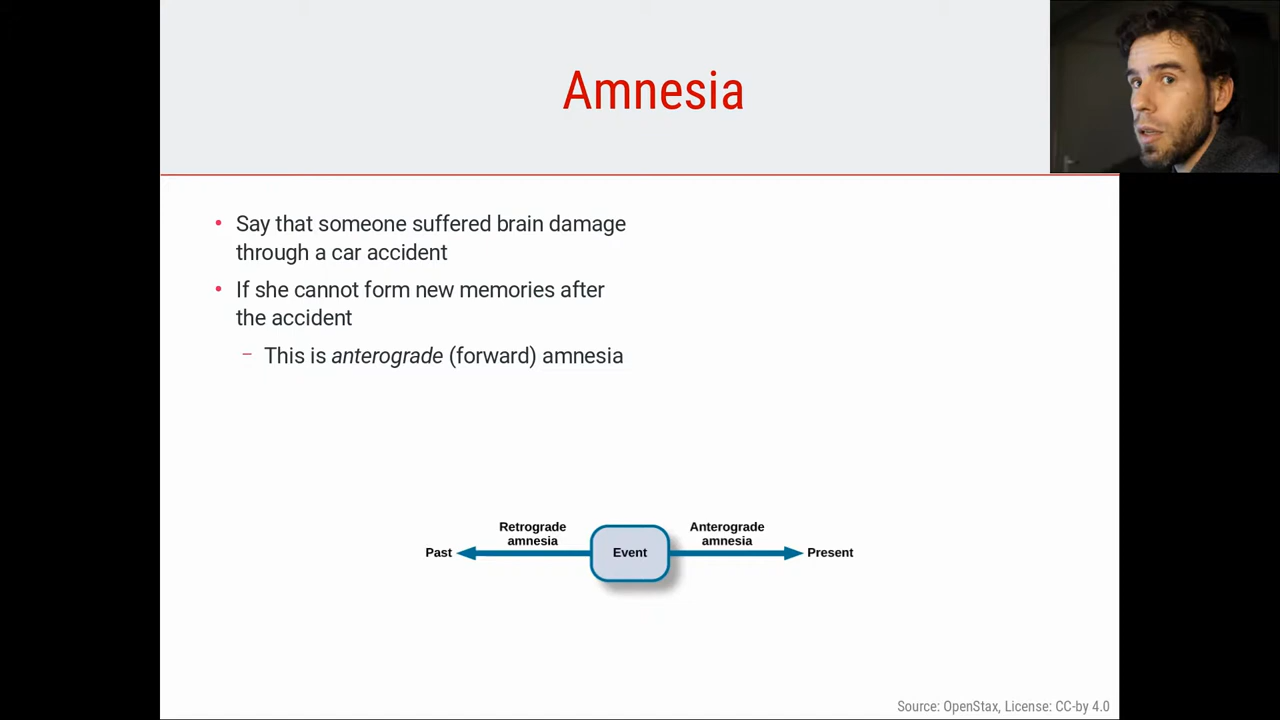 Amnesia
• Say that someone suffered brain damage
through a car accident
• If she cannot form new memories after
the accident
– This is anterograde (forward) amnesia
Retrograde
amnesia
Anterograde
amnesia
Past
Event
Present
Source: OpenStax, License: CC-by 4.0